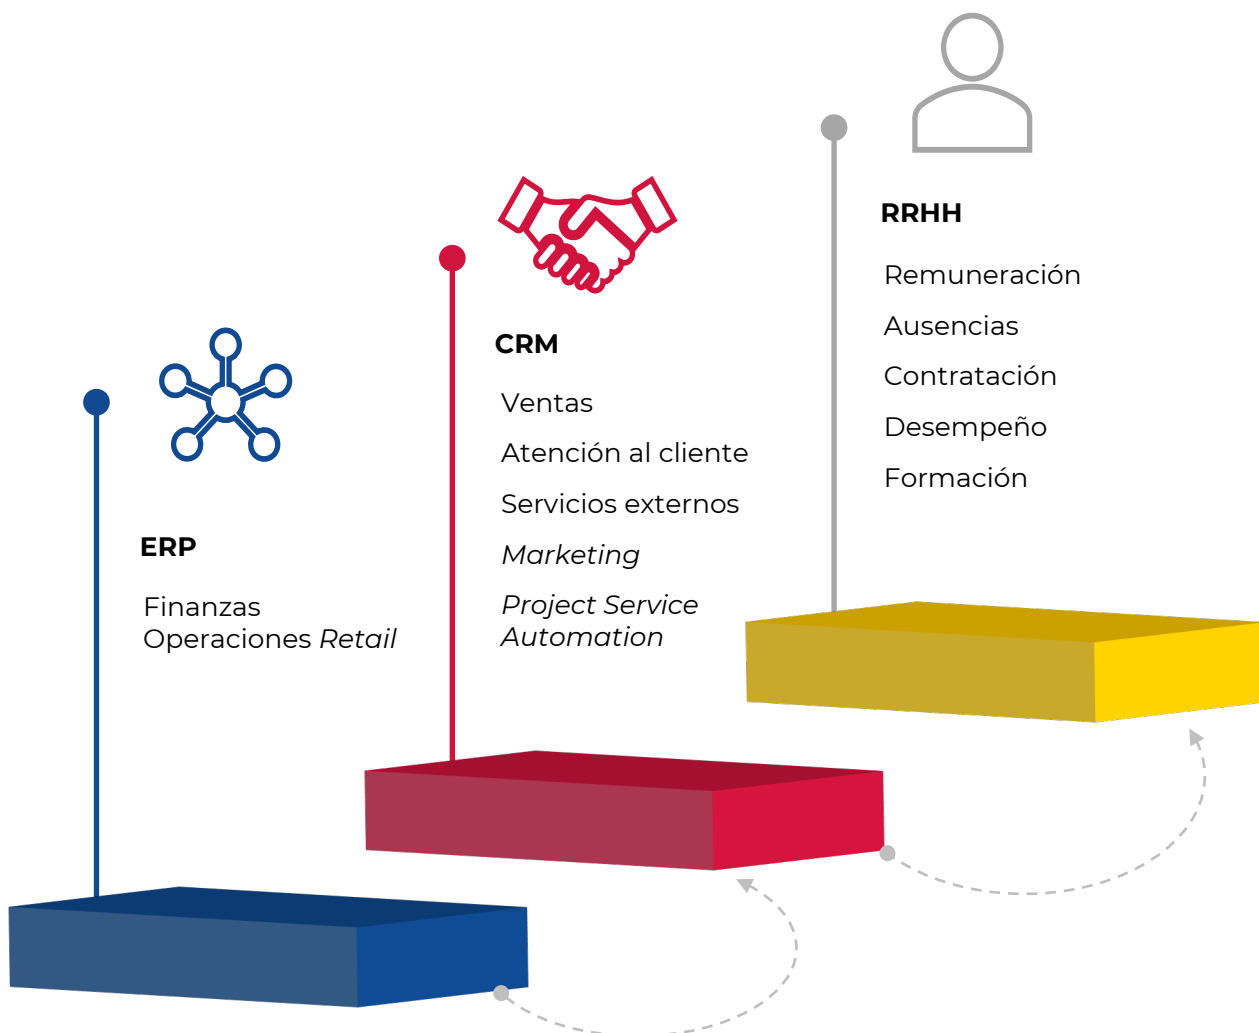 ERP
Finanzas
Operaciones Retail
CRM
Ventas
Atención al cliente
Servicios externos
Marketing
Project Service
Automation
RRHH
Remuneración
Ausencias
Contratación
Desempeño
Formación